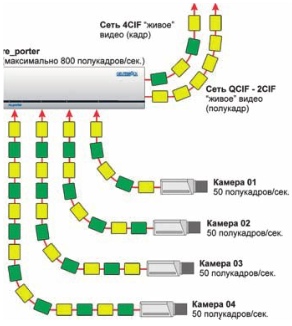 Сеть 4CIF "живое"
видео (кадр)
re_porter
(максимально 800 полукадров/сек.)
Сеть QCIF - 2CIF
"живое" видео
(полукадр)
Камера 01
50 полукадров/сек.
Камера 02
50 полукадров/сек.
Камера 03
50 полукадров/сек.
Камера 04
50 полукадров/сек.